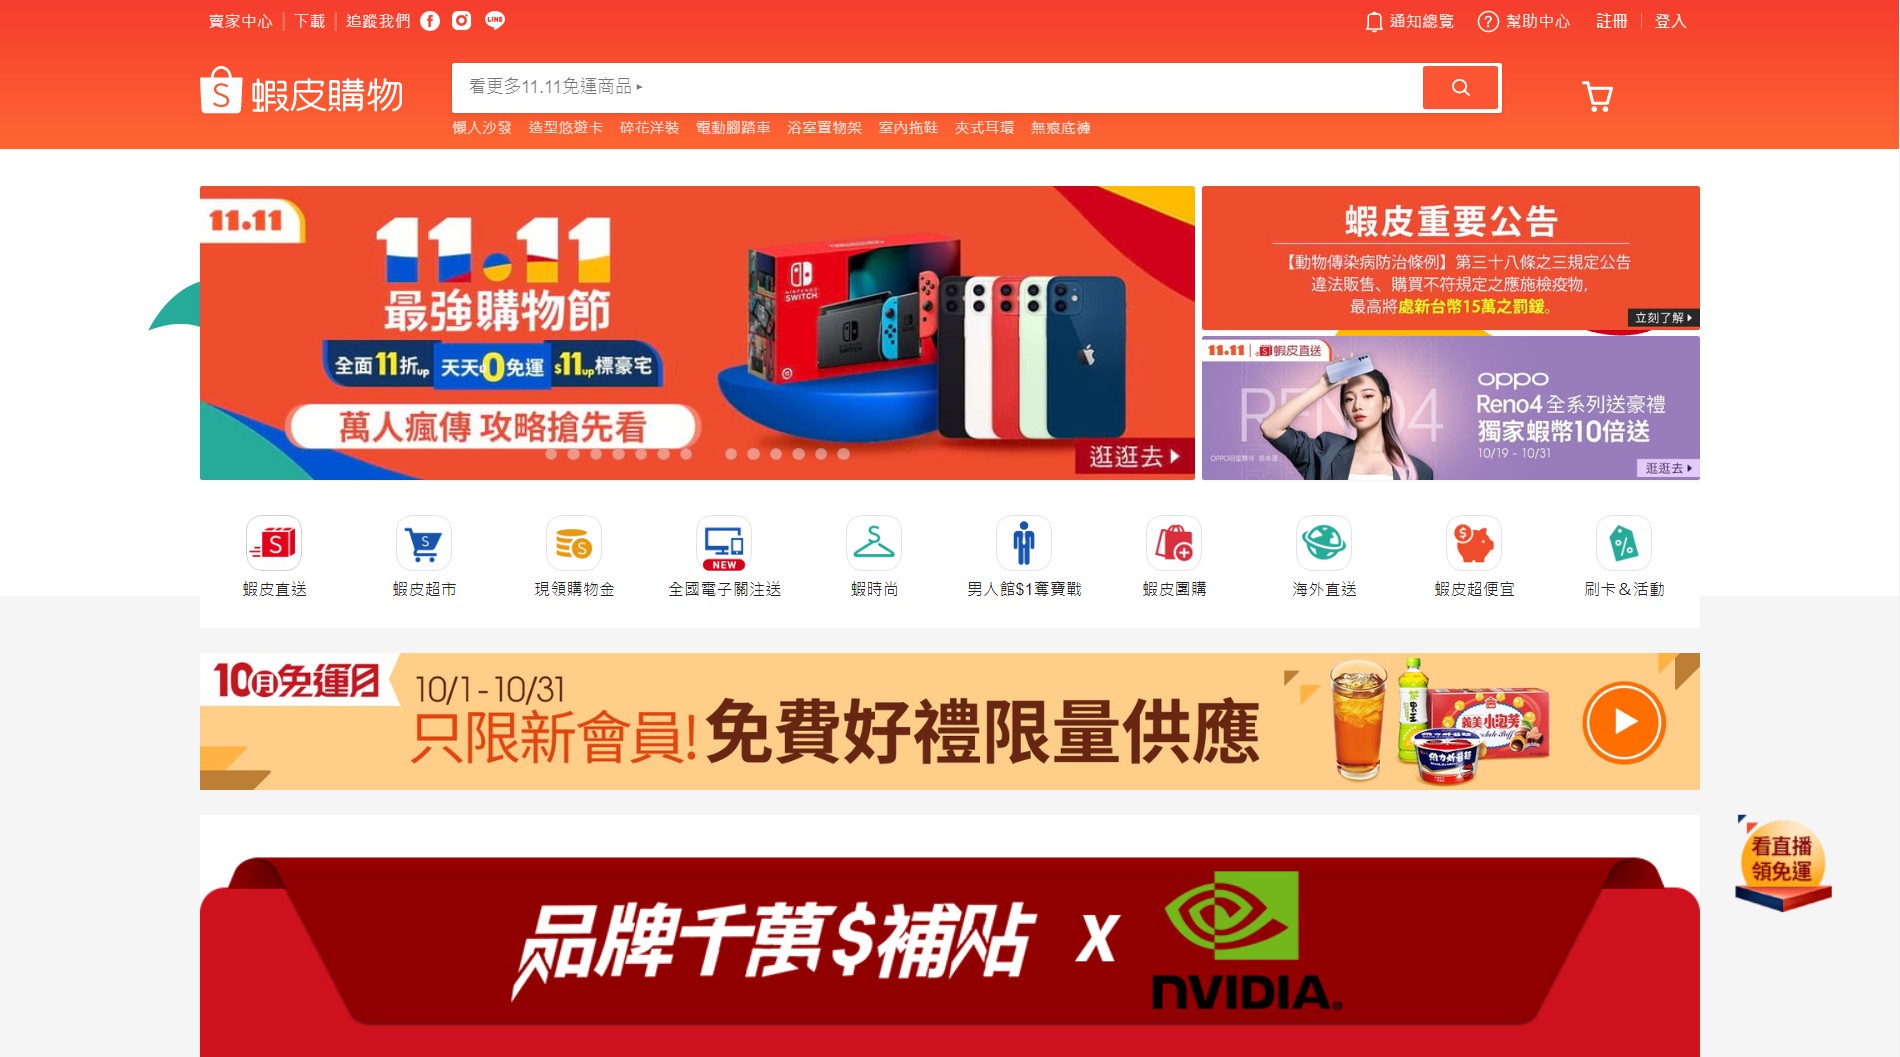 賣家中心 下載 追蹤我們
通知總覽 幫助中心 註冊 登入
蝦皮購物
看更多11.11免運商品
懶人沙發 造型悠遊卡 碎花洋裝 電動腳踏車 浴室置物架 室內拖鞋 夾式耳環 無痕底褲
11.11
11.11
最強購物節
全面11折up 天天0免運 $11up標豪宅
萬人瘋傳 攻略搶先看
逛逛去
NINTENDO
SWITCH
SWITCH
蝦皮重要公告
【動物傳染病防治條例】第三十八條之三規定公告
違法販售、購買不符規定之應施檢疫物,
最高將處新台幣15萬之罰鍰。
立刻了解
11.11 蝦皮直送
RENO4
oppo
Reno4 全系列送豪禮
獨家蝦幣10倍送
10/19 - 10/31
逛逛去
NEW
蝦皮直送 蝦皮超市 現領購物金 全國電子關注送 蝦時尚 男人館$1奪寶戰 蝦皮團購 海外直送 蝦皮超便宜 刷卡＆活動
10月免運月
10/1 - 10/31
只限新會員! 免費好禮限量供應
義美小泡芙
看直播
領免運
品牌千萬$補貼 x
NVIDIA